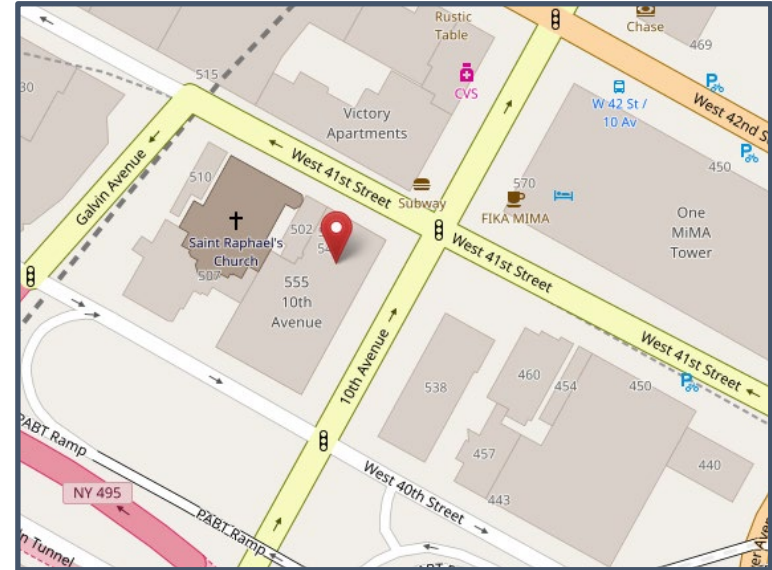 Rustic
Table
Chase
469
CVS
515
30
Victory
Apartments
W 42 St /
10 Av
West 42nd S
450
Galvin Avenue
West 41st Street
510
Subway
570
FIKA MIMA
One
MiMA
Tower
Saint Raphael's
Church
502
507
555
10th
Avenue
West 41st Street
West 41st Street
10th Avenue
538
460
454
450
457
443
440
West 40th Street
PABT Ramp
NY 495
PABT Ramp
n Tunnel